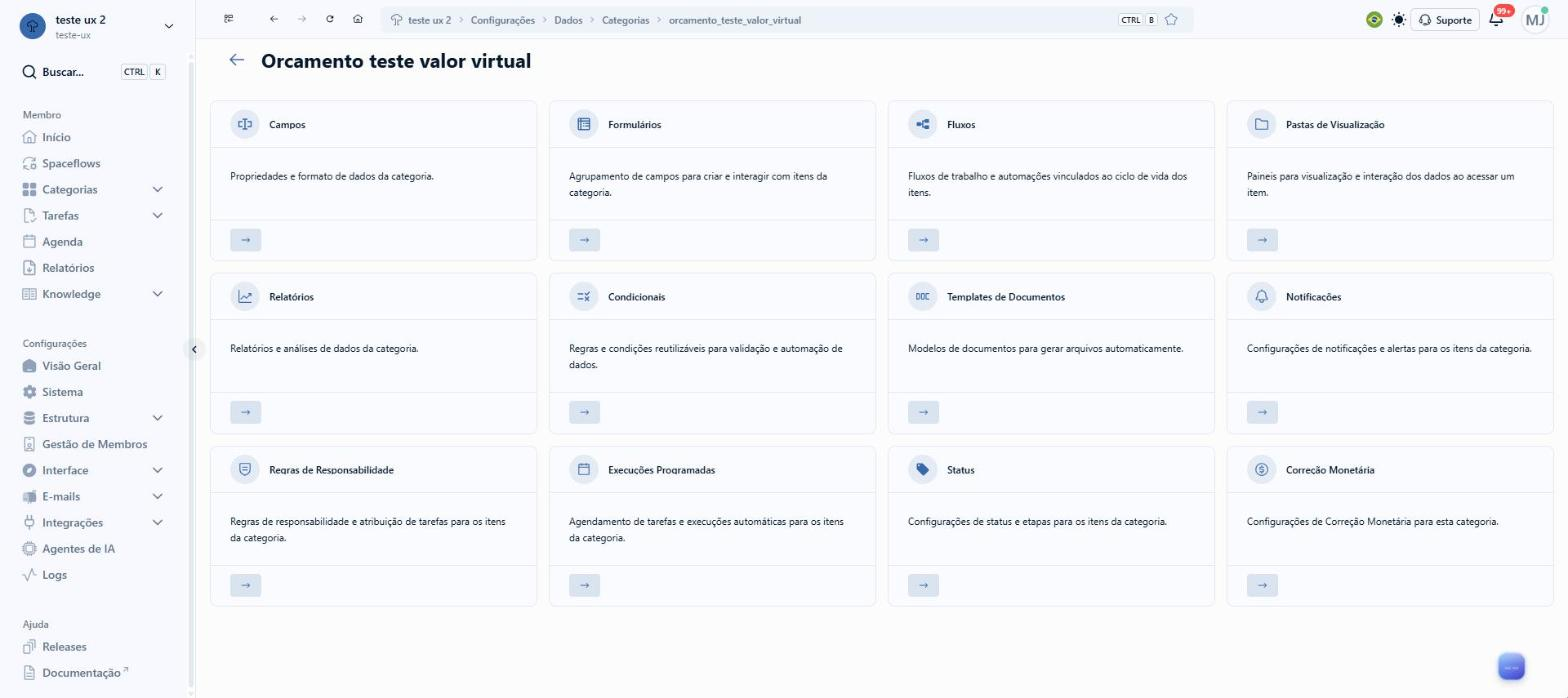 teste ux 2
teste-ux
Buscar...
CTRL K
Membro
Início
Spaceflows
Categorias
Tarefas
Agenda
Relatórios
Knowledge
Configurações
Visão Geral
Sistema
Estrutura
Gestão de Membros
Interface
E-mails
Integrações
Agentes de IA
Logs
Ajuda
Releases
Documentação
teste ux 2 > Configurações > Dados > Categorias > orcamento_teste_valor_virtual
CTRL B
Suporte
99+
MJ
Orcamento teste valor virtual
Campos
Propriedades e formato de dados da categoria.
Formulários
Agrupamento de campos para criar e interagir com itens da
categoria.
Fluxos
Fluxos de trabalho e automações vinculados ao ciclo de vida dos
itens.
Pastas de Visualização
Paineis para visualização e interação dos dados ao acessar um
item.
Relatórios
Relatórios e análises de dados da categoria.
Condicionais
Regras e condições reutilizáveis para validação e automação de
dados.
DOC
Templates de Documentos
Modelos de documentos para gerar arquivos automaticamente.
Notificações
Configurações de notificações e alertas para os itens da categoria.
Regras de Responsabilidade
Regras de responsabilidade e atribuição de tarefas para os itens
da categoria.
Execuções Programadas
Agendamento de tarefas e execuções automáticas para os itens
da categoria.
Status
Configurações de status e etapas para os itens da categoria.
Correção Monetária
Configurações de Correção Monetária para esta categoria.